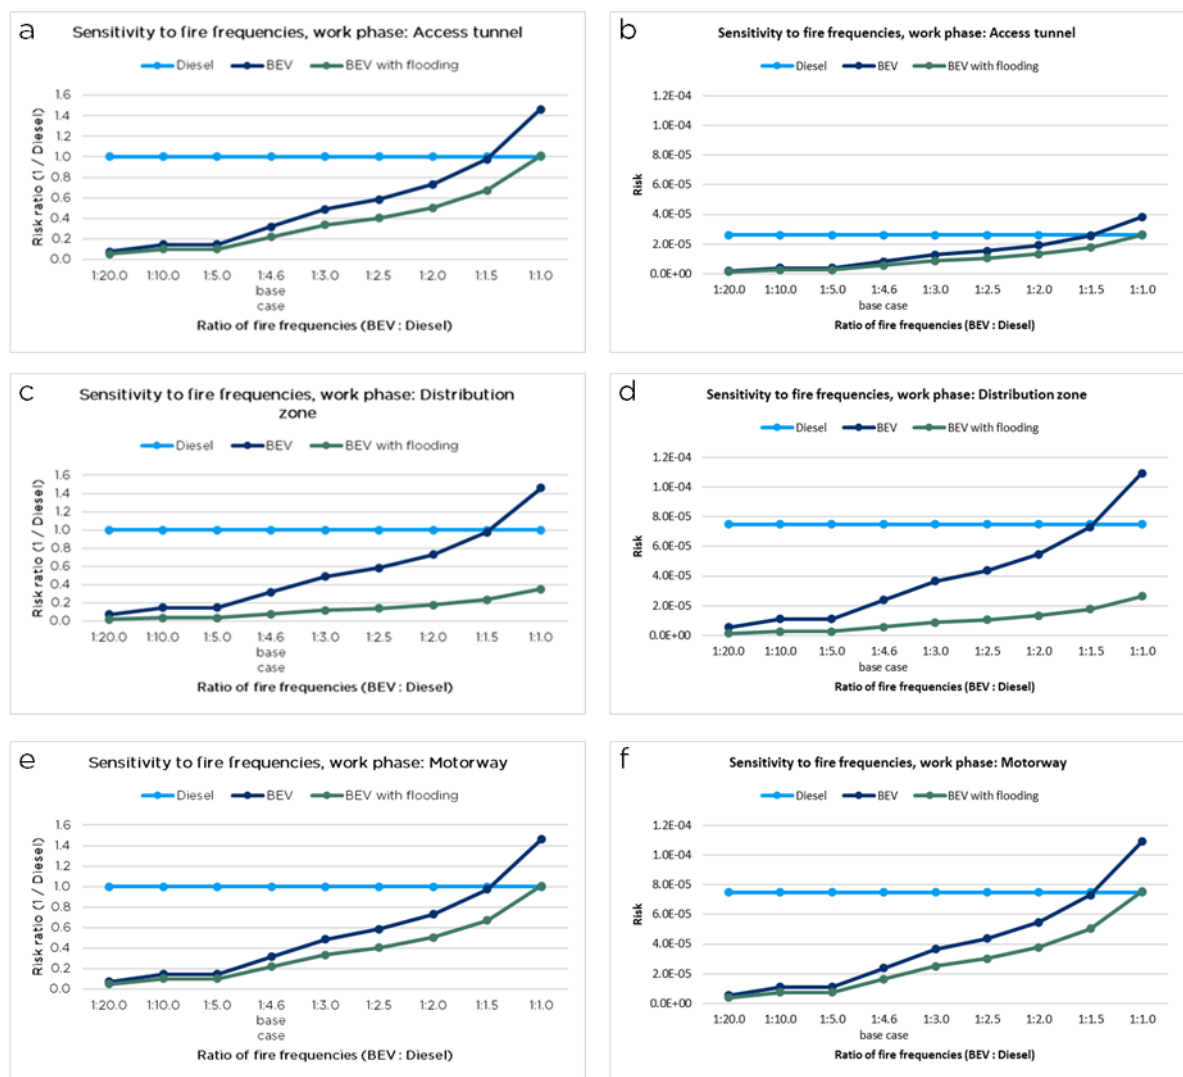 a
Sensitivity to fire frequencies, work phase: Access tunnel
Diesel BEV BEV with flooding
Risk ratio (1 / Diesel)
1.6
1.4
1.2
1.0
0.8
0.6
0.4
0.2
0.0
1:20.0 1:10.0 1:5.0 1:4.6 1:3.0 1:2.5 1:2.0 1:1.5 1:1.0
base
case
Ratio of fire frequencies (BEV : Diesel)
b
Sensitivity to fire frequencies, work phase: Access tunnel
Diesel BEV BEV with flooding
Risk
1.2E-04
1.0E-04
8.0E-05
6.0E-05
4.0E-05
2.0E-05
0.0E+00
1:20.0 1:10.0 1:5.0 1:4.6 1:3.0 1:2.5 1:2.0 1:1.5 1:1.0
base case
Ratio of fire frequencies (BEV : Diesel)
c
Sensitivity to fire frequencies, work phase: Distribution
zone
Diesel BEV BEV with flooding
Risk ratio (1 / Diesel)
1.6
1.4
1.2
1.0
0.8
0.6
0.4
0.2
0.0
1:20.0 1:10.0 1:5.0 1:4.6 1:3.0 1:2.5 1:2.0 1:1.5 1:1.0
base
case
Ratio of fire frequencies (BEV : Diesel)
d
Sensitivity to fire frequencies, work phase: Distribution zone
Diesel BEV BEV with flooding
Risk
1.2E-04
1.0E-04
8.0E-05
6.0E-05
4.0E-05
2.0E-05
0.0E+00
1:20.0 1:10.0 1:5.0 1:4.6 1:3.0 1:2.5 1:2.0 1:1.5 1:1.0
base case
Ratio of fire frequencies (BEV : Diesel)
e
Sensitivity to fire frequencies, work phase: Motorway
Diesel BEV BEV with flooding
Risk ratio (1 / Diesel)
1.6
1.4
1.2
1.0
0.8
0.6
0.4
0.2
0.0
1:20.0 1:10.0 1:5.0 1:4.6 1:3.0 1:2.5 1:2.0 1:1.5 1:1.0
base
case
Ratio of fire frequencies (BEV : Diesel)
f
Sensitivity to fire frequencies, work phase: Motorway
Diesel BEV BEV with flooding
Risk
1.2E-04
1.0E-04
8.0E-05
6.0E-05
4.0E-05
2.0E-05
0.0E+00
1:20.0 1:10.0 1:5.0 1:4.6 1:3.0 1:2.5 1:2.0 1:1.5 1:1.0
base case
Ratio of fire frequencies (BEV : Diesel)